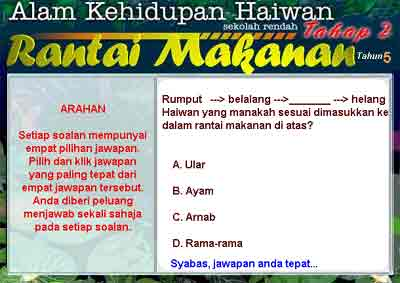 Alam Kehidupan Haiwan
sekolah rendah
Tahap 2
Rantai Makanan
Tahun 5
ARAHAN
Setiap soalan mempunyai
empat pilihan jawapan.
Pilih dan klik jawapan
yang paling tepat dari
empat jawapan tersebut.
Anda diberi peluang
menjawab sekali sahaja
pada setiap soalan.
Rumput ---> belalang --->_______ ---> helang
Haiwan yang manakah sesuai dimasukkan ke
dalam rantai makanan di atas?
A. Ular
B. Ayam
C. Arnab
D. Rama-rama
Syabas, jawapan anda tepat...